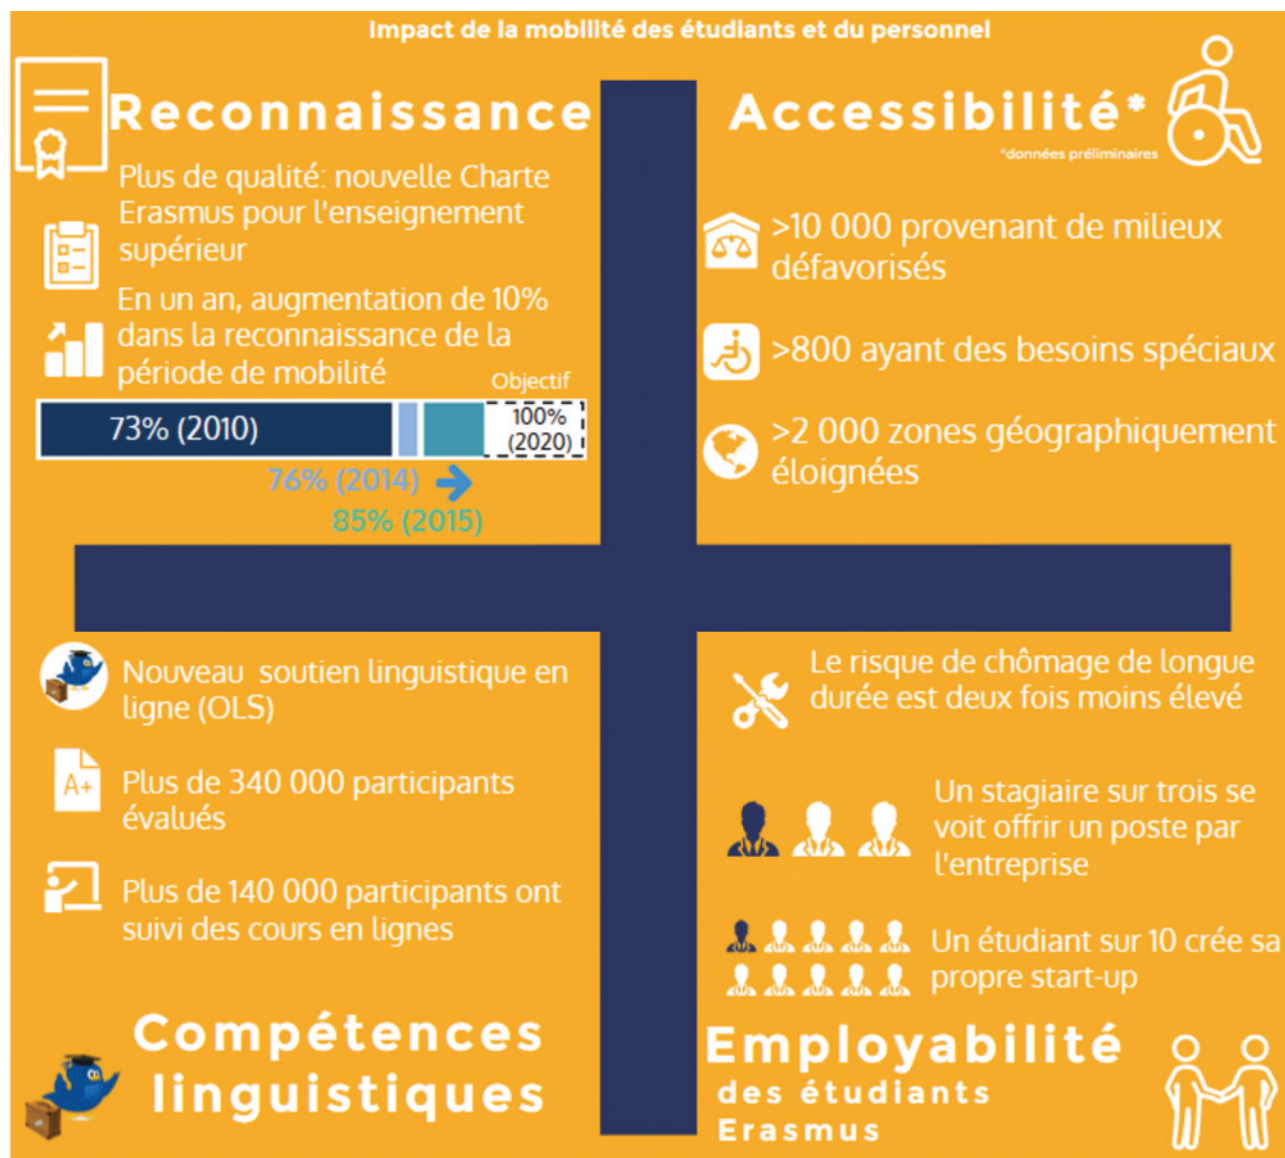 Impact de la mobilité des étudiants et du personnel
Reconnaissance
Plus de qualité: nouvelle Charte
Erasmus pour l'enseignement
supérieur
En un an, augmentation de 10%
dans la reconnaissance de la
période de mobilité
Objectif
73% (2010)
100%
(2020)
76% (2014)
85% (2015)
Accessibilité*
*données préliminaires
>10 000 provenant de milieux
défavorisés
>800 ayant des besoins spéciaux
>2 000 zones géographiquement
éloignées
Nouveau soutien linguistique en
ligne (OLS)
A+
Plus de 340 000 participants
évalués
Plus de 140 000 participants ont
suivi des cours en lignes
Compétences
linguistiques
Le risque de chômage de longue
durée est deux fois moins élevé
Un stagiaire sur trois se
voit offrir un poste par
l'entreprise
Un étudiant sur 10 crée sa
propre start-up
Employabilité
des étudiants
Erasmus